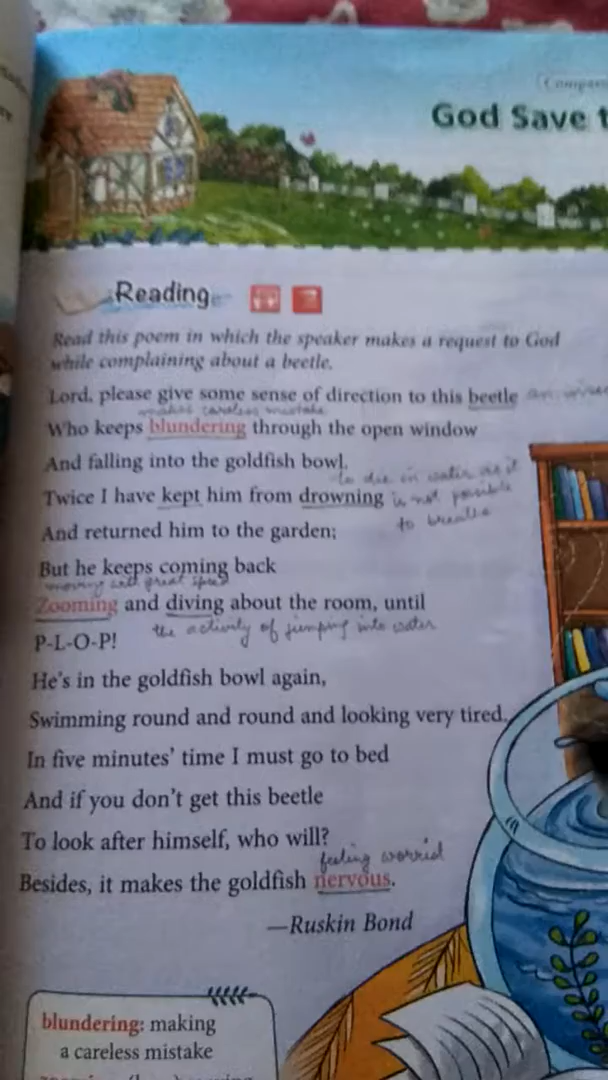 God Save t
Reading
Read this poem in which the speaker makes a request to God
while complaining about a beetle.
Lord, please give some sense of direction to this beetle an
makes careless mistake
Who keeps blundering through the open window
And falling into the goldfish bowl.
to die in water as it
Twice I have kept him from drowning is not possible
to breathe
And returned him to the garden;
But he keeps coming back
moving with great speed
Zooming and diving about the room, until
the activity of jumping into water
P-L-O-P!
He's in the goldfish bowl again,
Swimming round and round and looking very tired.
In five minutes' time I must go to bed
And if you don't get this beetle
To look after himself, who will?
feeling worried
Besides, it makes the goldfish nervous.
—Ruskin Bond
blundering: making
a careless mistake